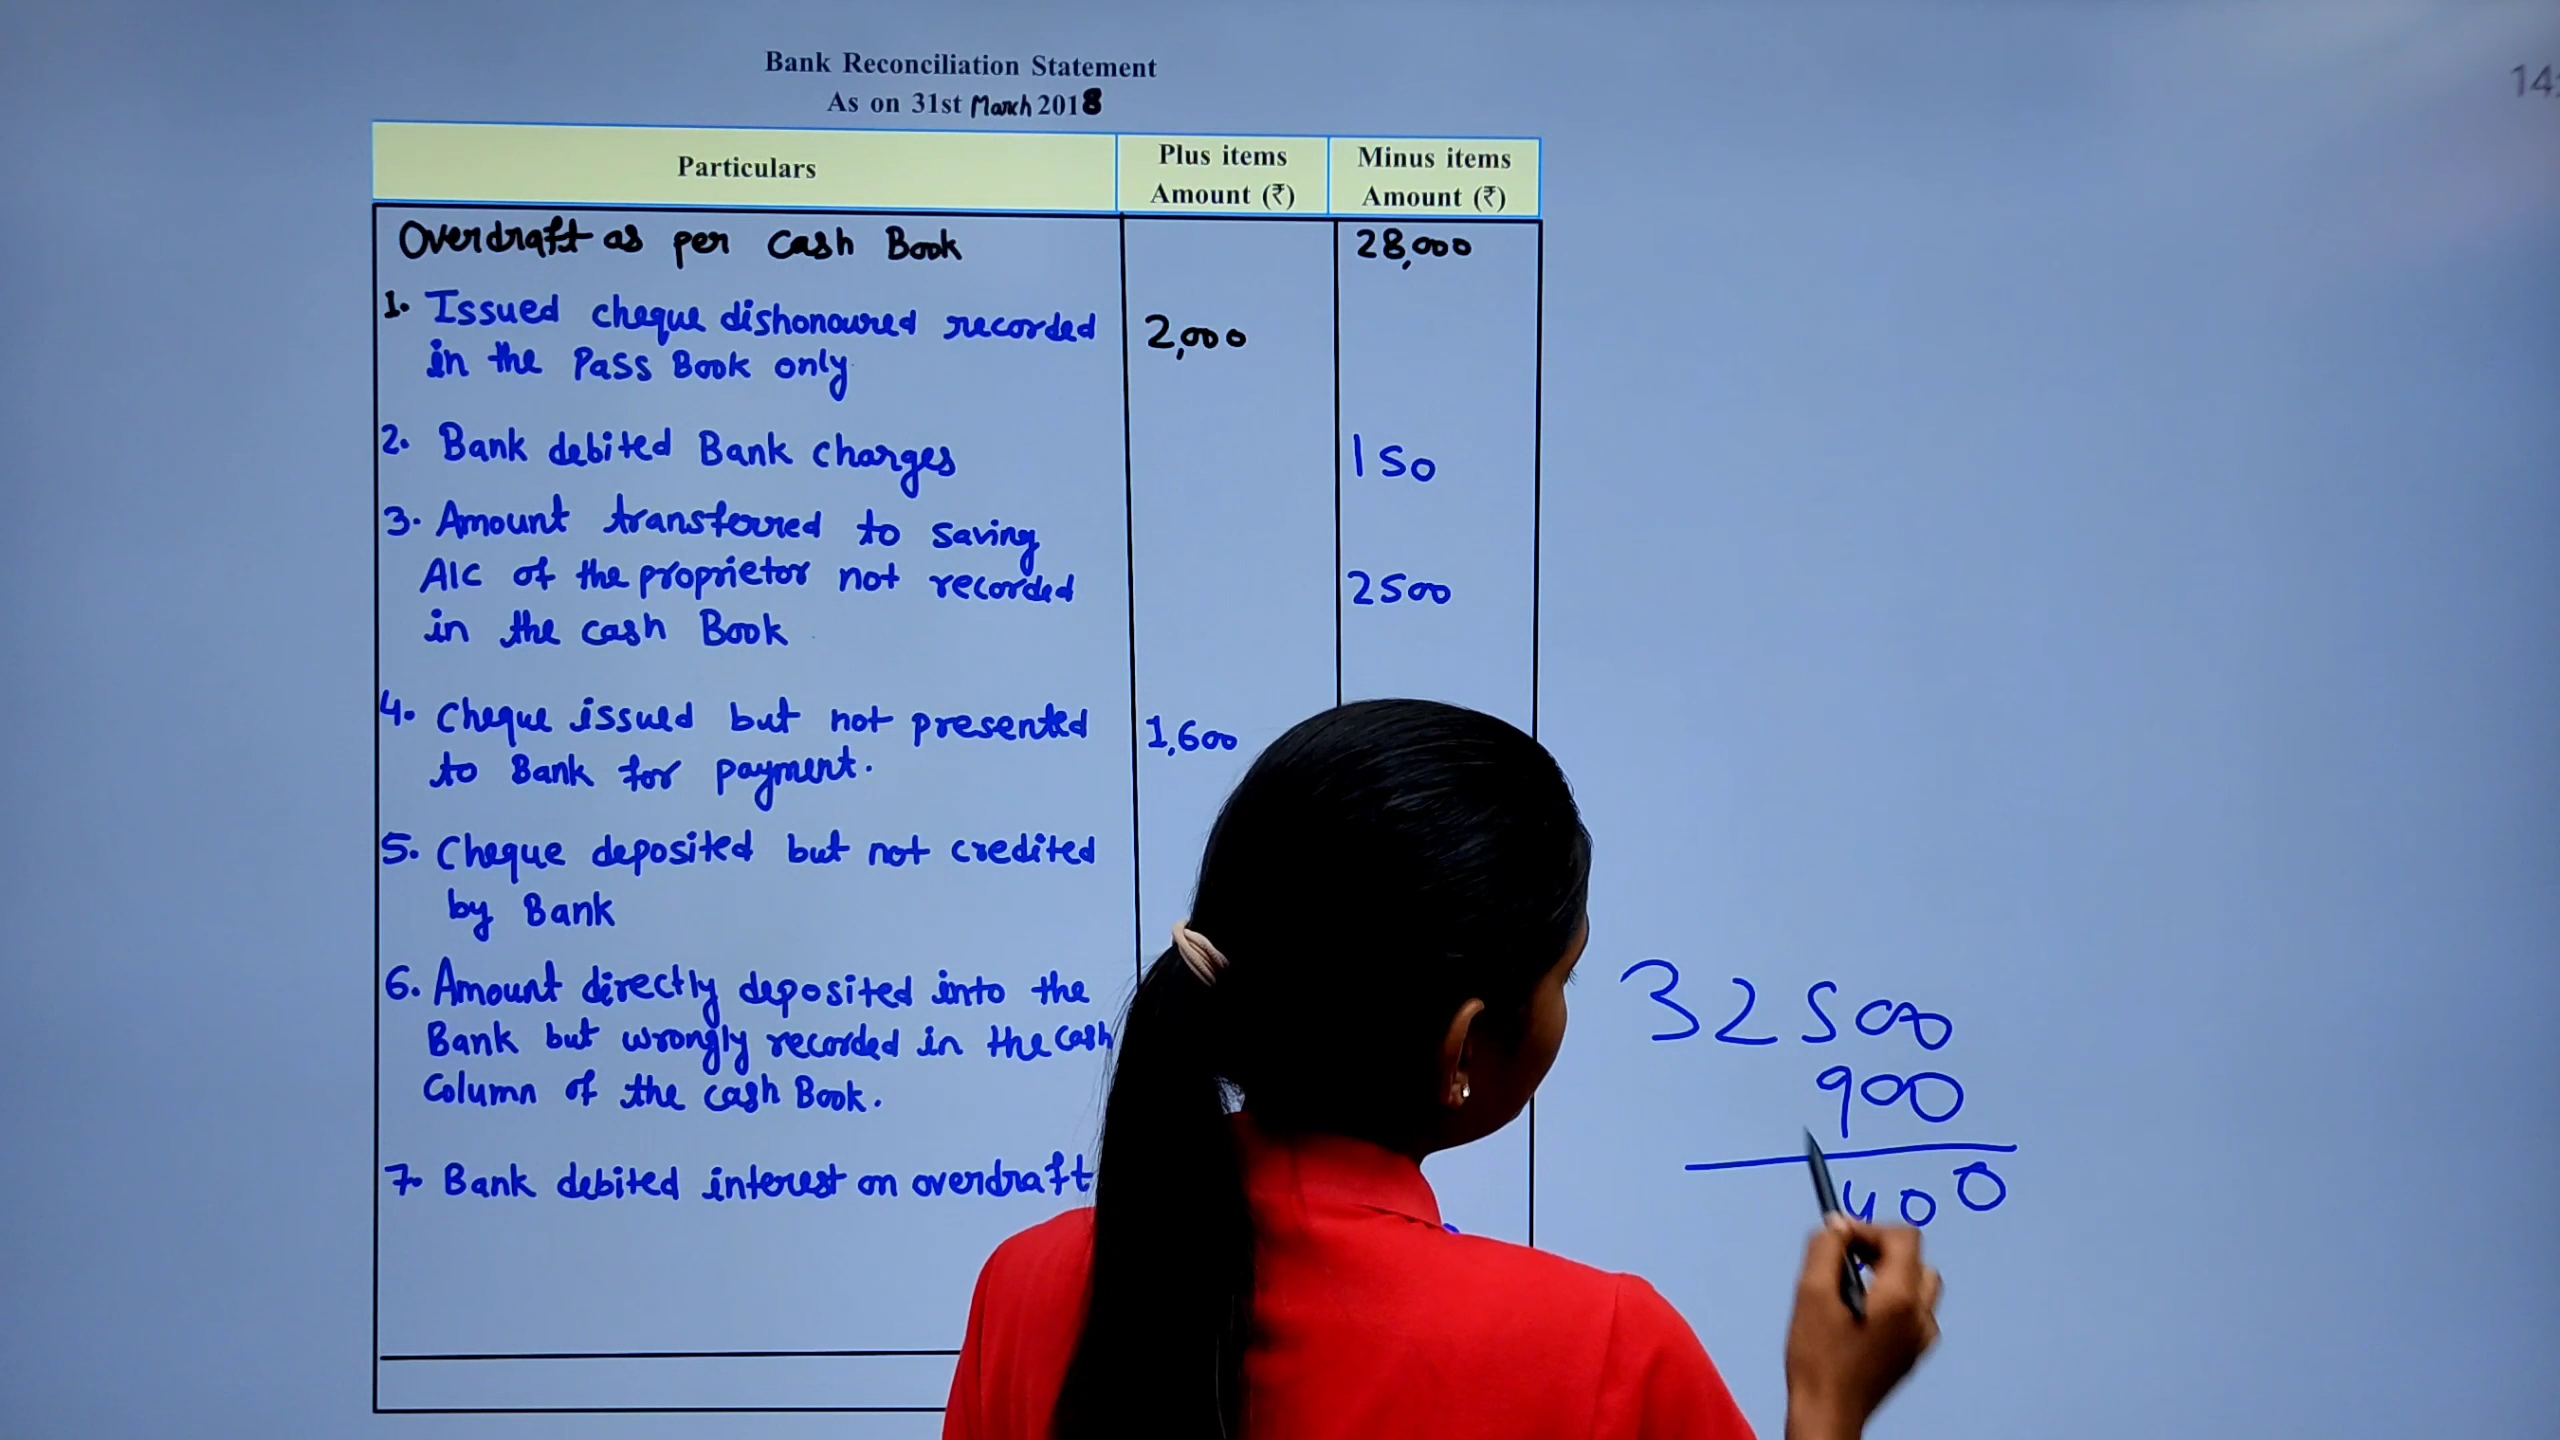 Bank Reconciliation Statement
As on 31st March 2018
Particulars
Plus items
Amount (₹)
Minus items
Amount (₹)
Overdraft as per Cash Book
28,000
1. Issued cheque dishonoured recorded
in the Pass Book only
2,000
2. Bank debited Bank charges
150
3. Amount transferred to saving
A/C of the proprietor not recorded
in the cash Book
2500
4. Cheque issued but not presented
to Bank for payment.
1,600
5. Cheque deposited but not credited
by Bank
6. Amount directly deposited into the
Bank but wrongly recorded in the cash
Column of the cash Book.
7. Bank debited interest on overdraft
32500
900
400